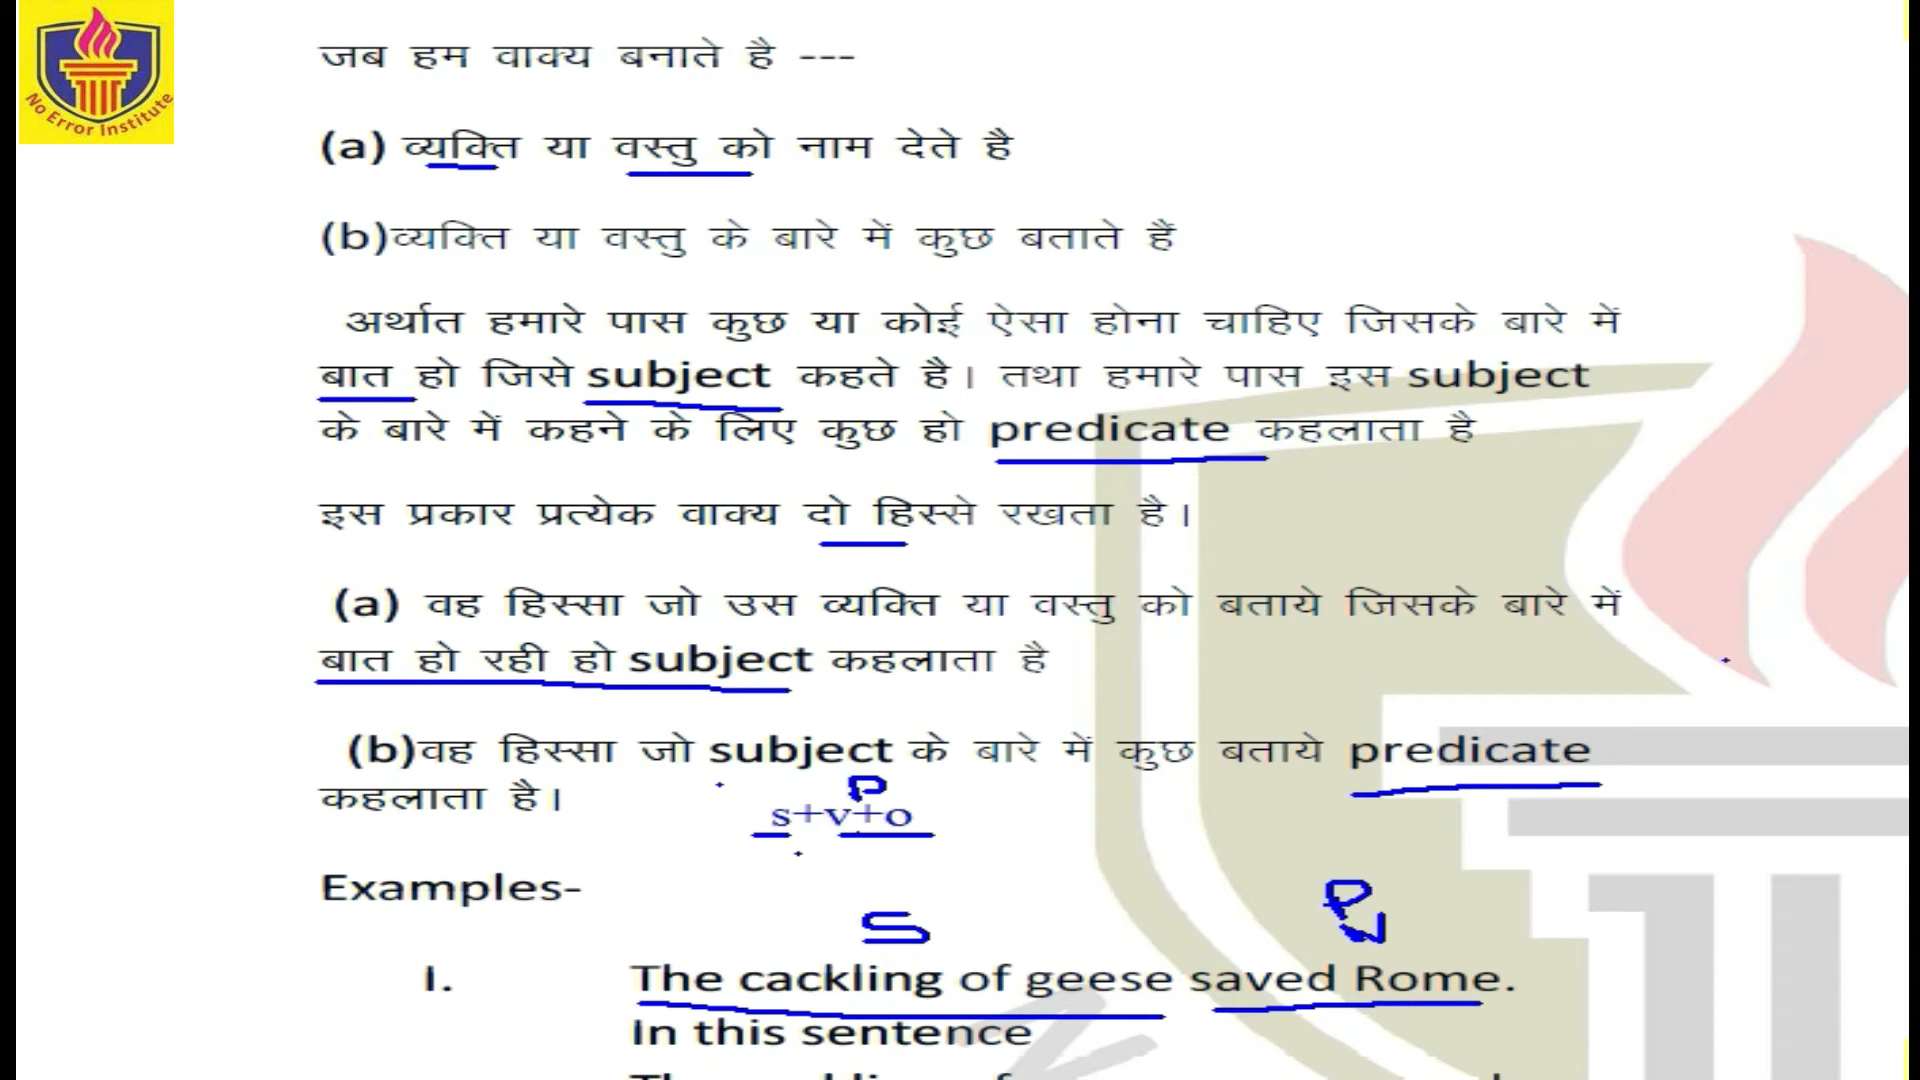 No Error Institute
जब हम वाक्य बनाते है ---
(a) व्यक्ति या वस्तु को नाम देते है
(b)व्यक्ति या वस्तु के बारे में कुछ बताते हैं
अर्थात हमारे पास कुछ या कोई ऐसा होना चाहिए जिसके बारे में
बात हो जिसे subject कहते है। तथा हमारे पास इस subject
के बारे में कहने के लिए कुछ हो predicate कहलाता है
इस प्रकार प्रत्येक वाक्य दो हिस्से रखता है।
(a) वह हिस्सा जो उस व्यक्ति या वस्तु को बताये जिसके बारे में
बात हो रही हो subject कहलाता है
(b)वह हिस्सा जो subject के बारे में कुछ बताये predicate
कहलाता है।
P
s+v+o
Examples-
S P
I. The cackling of geese saved Rome.
In this sentence